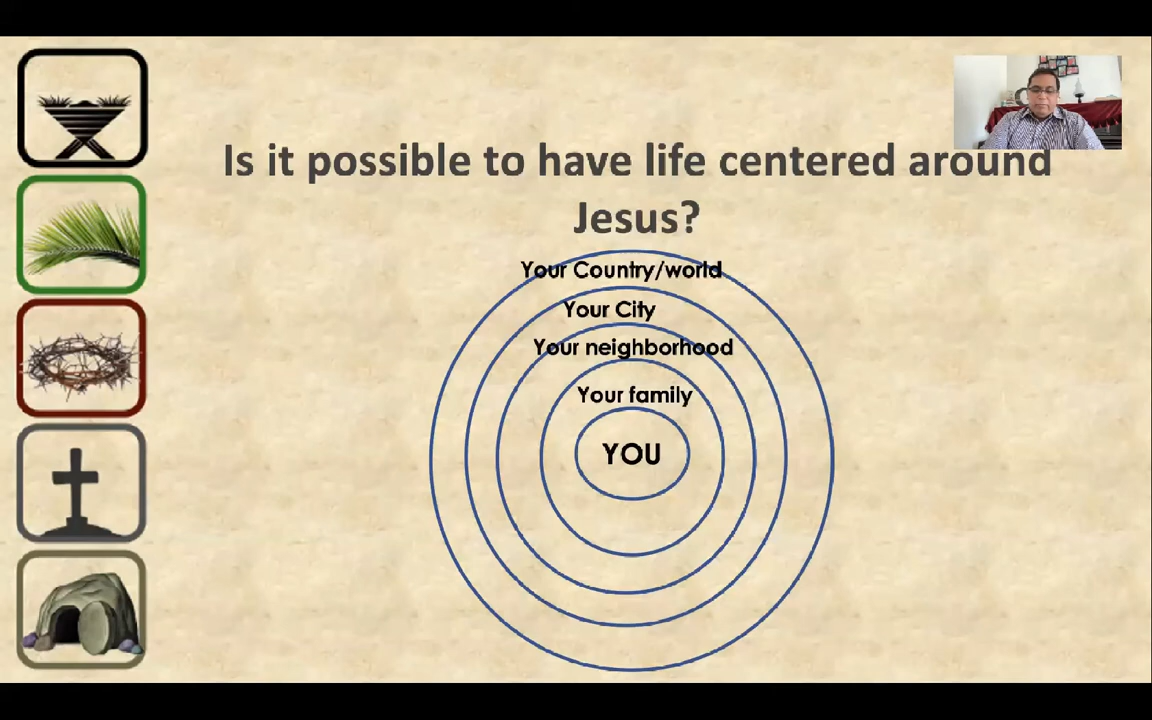 Is it possible to have life centered around
Jesus?
Your Country/world
Your City
Your neighborhood
Your family
YOU